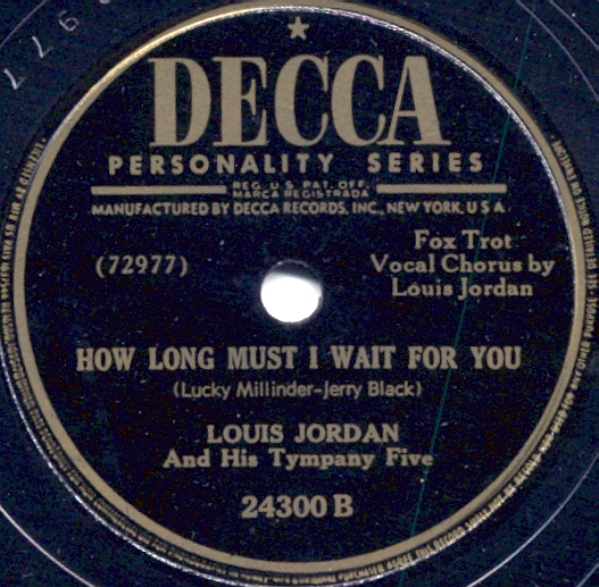 DECCA
PERSONALITY SERIES
REG. U.S. PAT. OFF.
MARCA REGISTRADA
MANUFACTURED BY DECCA RECORDS, INC., NEW YORK, U S A
(72977)
Fox Trot
Vocal Chorus by
Louis Jordan
HOW LONG MUST I WAIT FOR YOU
(Lucky Millinder-Jerry Black)
LOUIS JORDAN
And His Tympany Five
24300 B